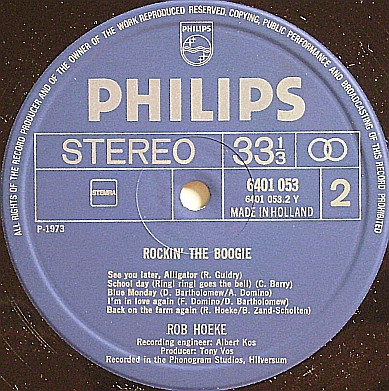 ALL RIGHTS OF THE RECORD PRODUCER AND OF THE OWNER OF THE WORK REPRODUCED RESERVED, COPYING, PUBLIC PERFORMANCE AND BROADCASTING OF THIS RECORD PROHIBITED
PHILIPS
PHILIPS
STEREO 33 1/3
STEMRA
6401 053
6401 053.2 Y
MADE IN HOLLAND
2
P-1973
ROCKIN' THE BOOGIE
See you later, Alligator (R. Guidry)
School day (Ring! ring! goes the bell) (C. Berry)
Blue Monday (D. Bartholomew/A. Domino)
I'm in love again (F. Domino/D. Bartholomew)
Back on the farm again (R. Hoeke/B. Zand-Scholten)
ROB HOEKE
Recording engineer: Albert Kos
Producer: Tony Vos
Recorded in the Phonogram Studios, Hilversum